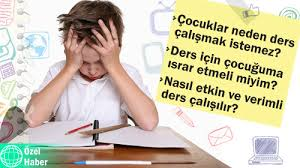 ›Çocuklar neden ders
çalışmak istemez?
›Ders için çocuğuma
ısrar etmeli miyim?
›Nasıl etkin ve verimli
ders çalışılır?
Özel
Haber